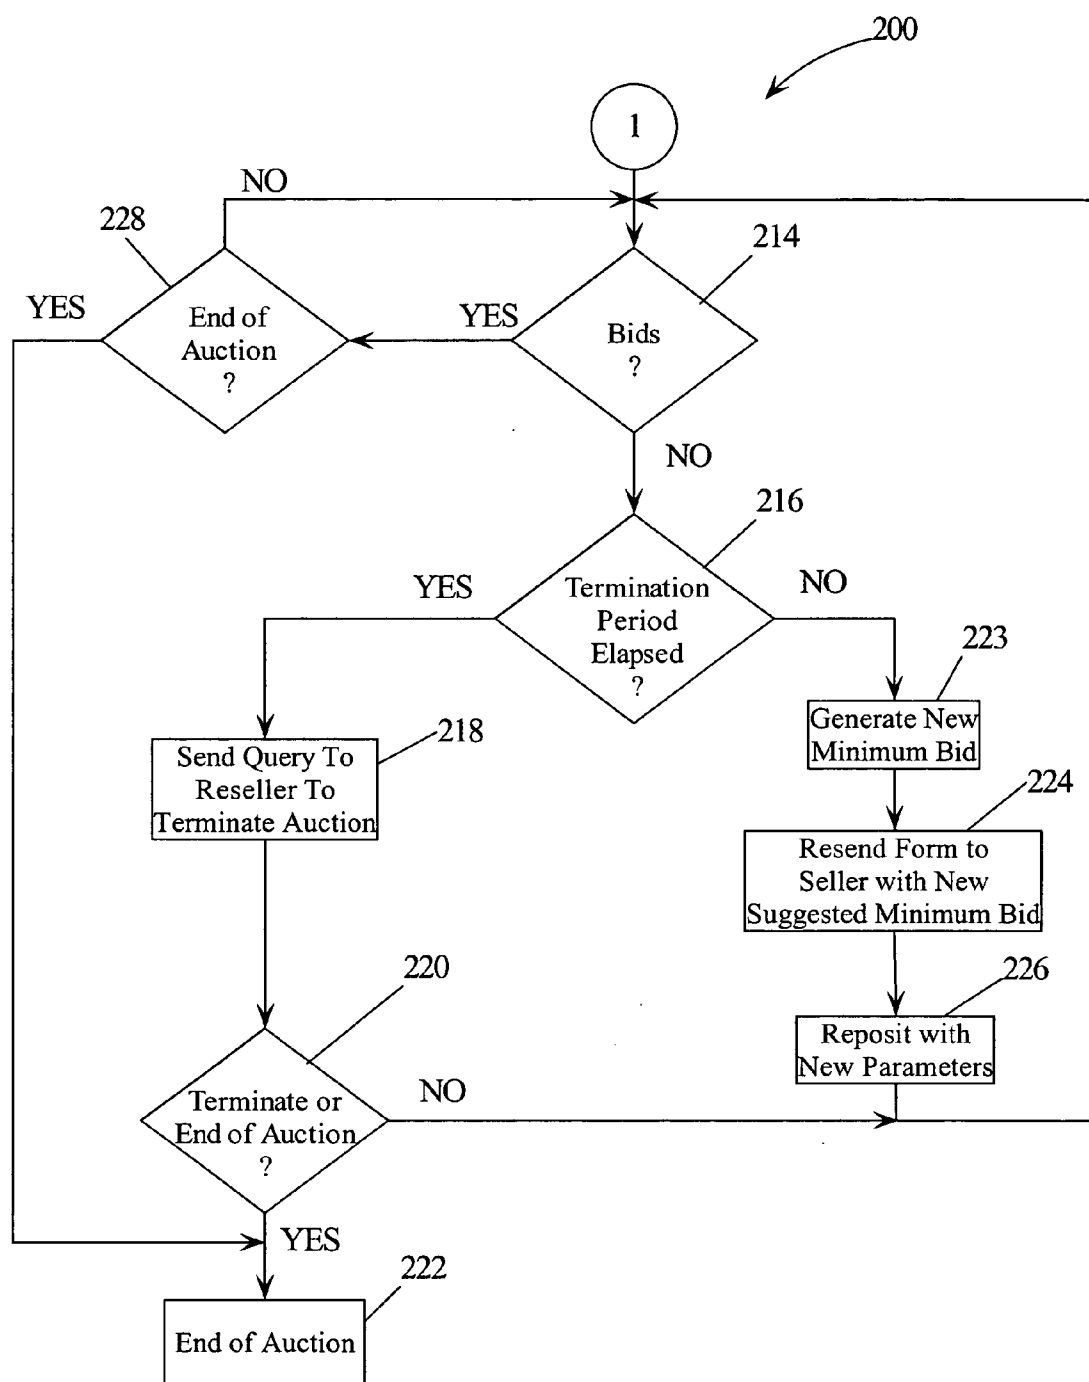 200
1
NO
228
214
YES
End of
Auction
?
YES
Bids
?
NO
216
YES
Termination
Period
Elapsed
?
NO
223
Generate New
Minimum Bid
218
Send Query To
Reseller To
Terminate Auction
224
Resend Form to
Seller with New
Suggested Minimum Bid
220
226
Reposit with
New Parameters
Terminate or
End of Auction
?
NO
YES
222
End of Auction